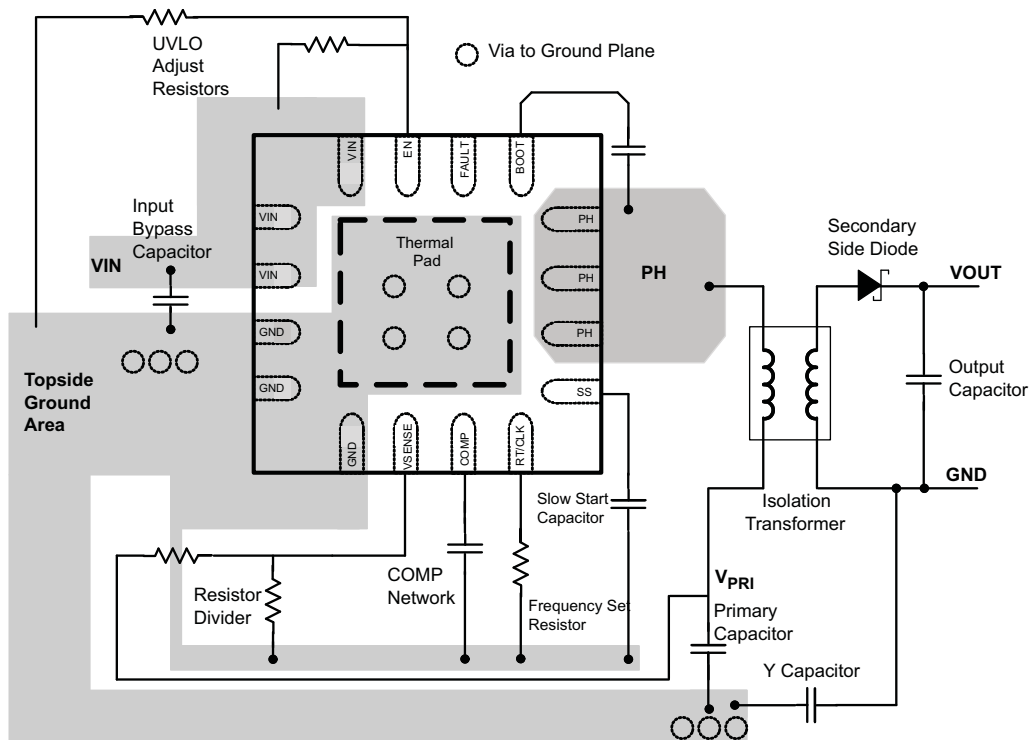 UVLO
Adjust
Resistors
Via to Ground Plane
VIN
EN
FAULT
BOOT
Input
Bypass
Capacitor
VIN
VIN
VIN
GND
GND
Thermal
Pad
PH
PH
PH
SS
PH
Secondary
Side Diode
VOUT
Output
Capacitor
GND
Isolation
Transformer
Topside
Ground
Area
GND
VSENSE
COMP
RT/CLK
Slow Start
Capacitor
Resistor
Divider
COMP
Network
Frequency Set
Resistor
VPRI
Primary
Capacitor
Y Capacitor